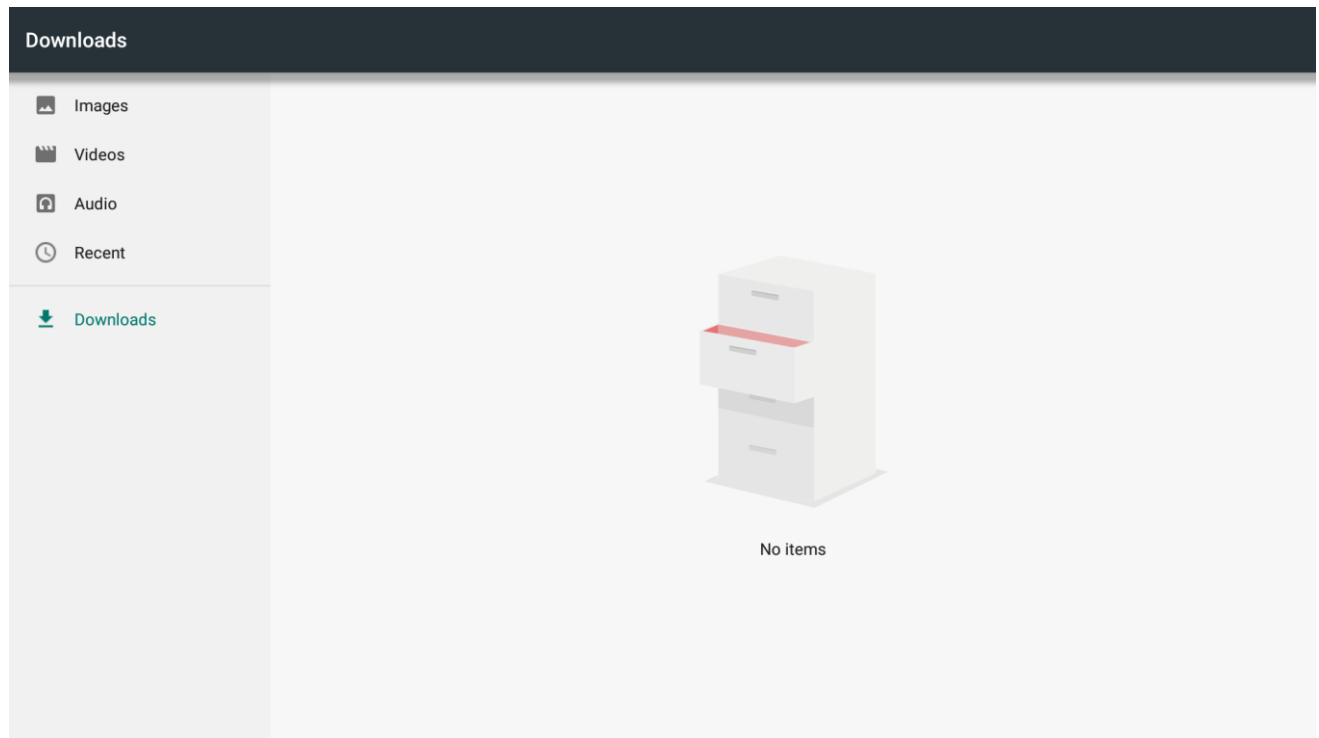 Downloads
Images
Videos
Audio
Recent
Downloads
No items